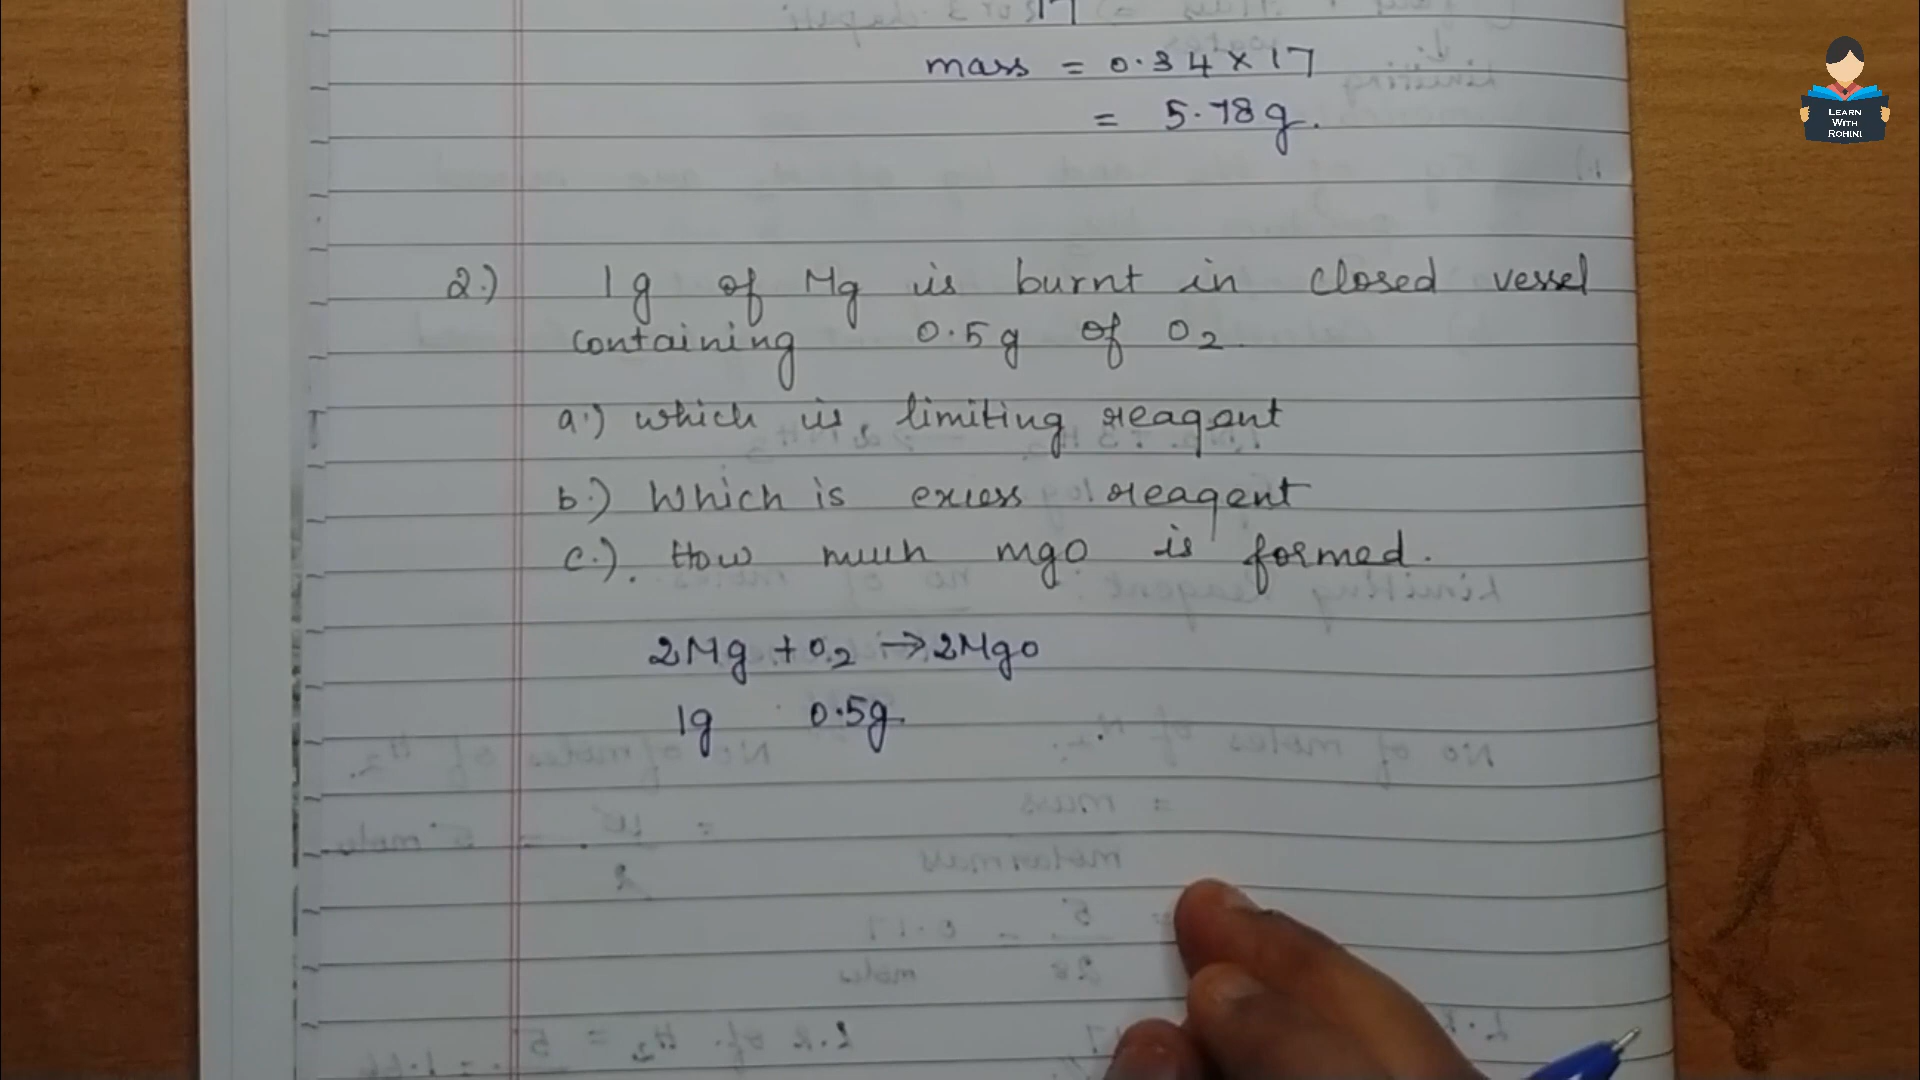 mass = 0.34 x 17
= 5.78g.
LEARN
WITH
ROHINI
2.) 1g of Mg is burnt in closed vessel
containing 0.5g of O2.
a.) which is limiting reagent
b.) Which is excess reagent
c.). How much mgo is formed.
2Mg + O2 → 2Mgo
1g 0.5g.